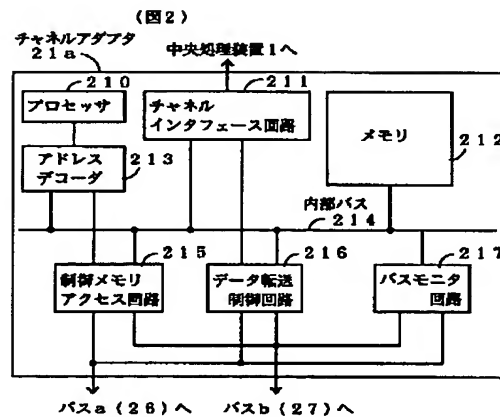 (図2)
チャネルアダプタ
21a
中央処理装置1へ
210
プロセッサ
211
チャネル
インタフェース回路
メモリ
212
アドレス
デコーダ
213
内部バス
214
215
制御メモリ
アクセス回路
216
データ転送
制御回路
217
バスモニタ
回路
バスa(26)へ
バスb(27)へ